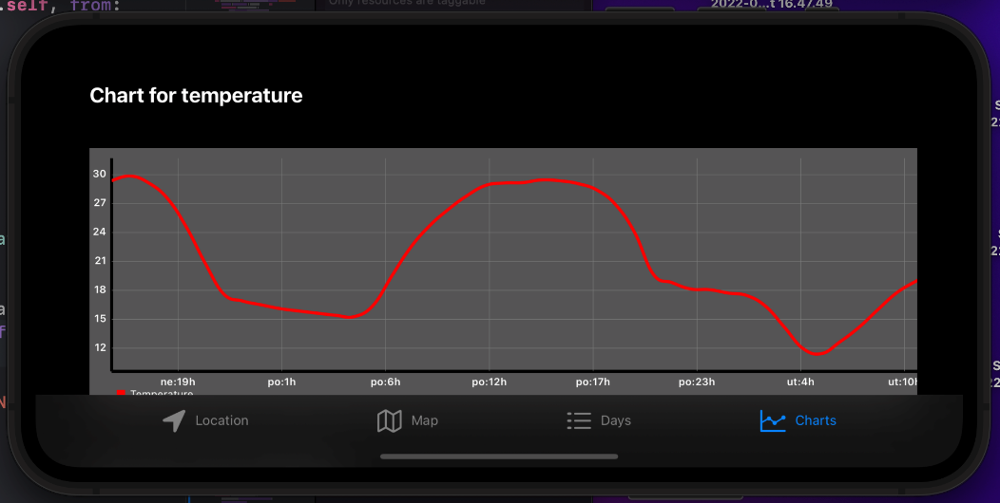 .self, from:
Only resources are taggable
2022-0...t 16.47.49
Chart for temperature
30
27
24
21
18
15
12
ne:19h
po:1h
po:6h
po:12h
po:17h
po:23h
ut:4h
ut:10h
Temperature
Location
Map
Days
Charts